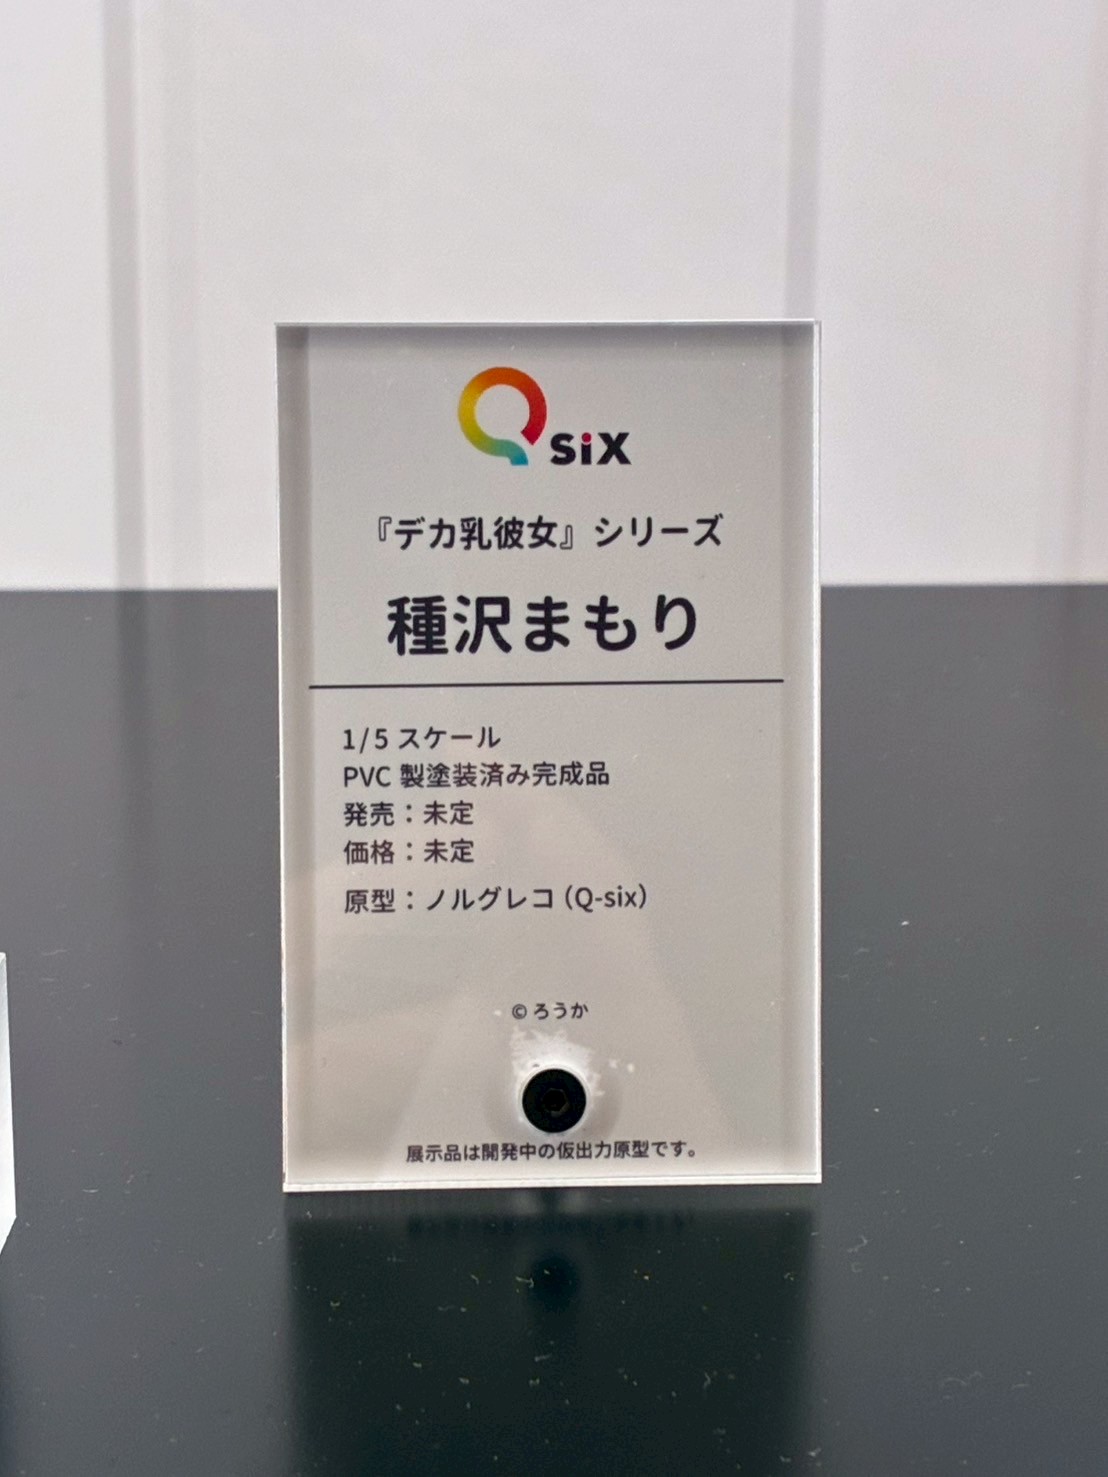 Q six
『デカ乳彼女』シリーズ
種沢まもり
1/5 スケール
PVC 製塗装済み完成品
発売：未定
価格：未定
原型：ノルグレコ（Q-six）
© ろうか
展示品は開発中の仮出力原型です。